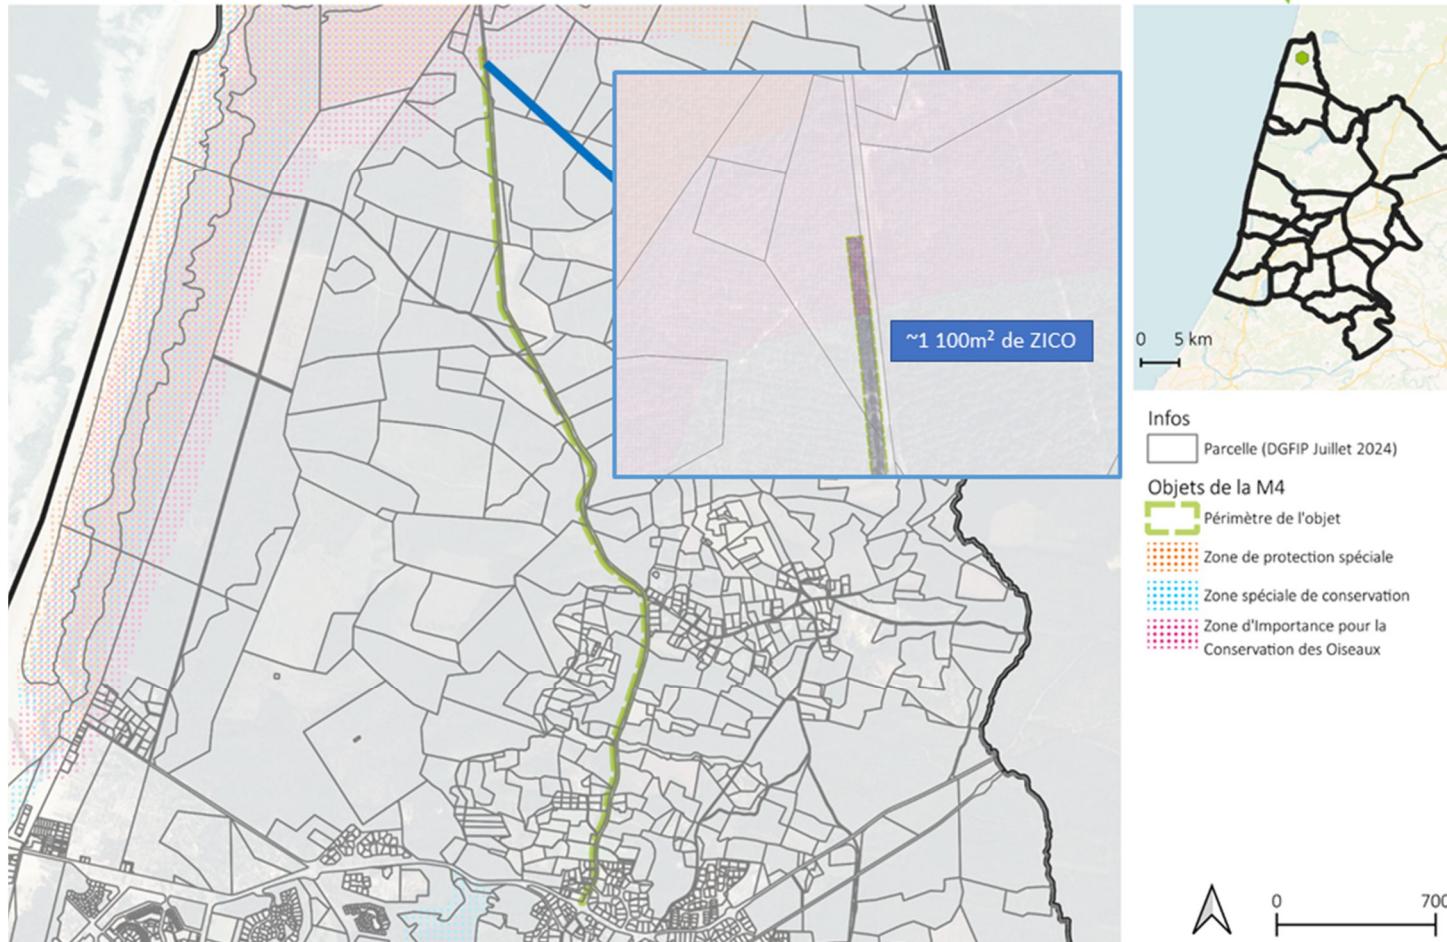 ~1 100m² de ZICO
0 5 km
Infos
Parcelle (DGFIP Juillet 2024)
Objets de la M4
Périmètre de l'objet
Zone de protection spéciale
Zone spéciale de conservation
Zone d'Importance pour la
Conservation des Oiseaux
0 700